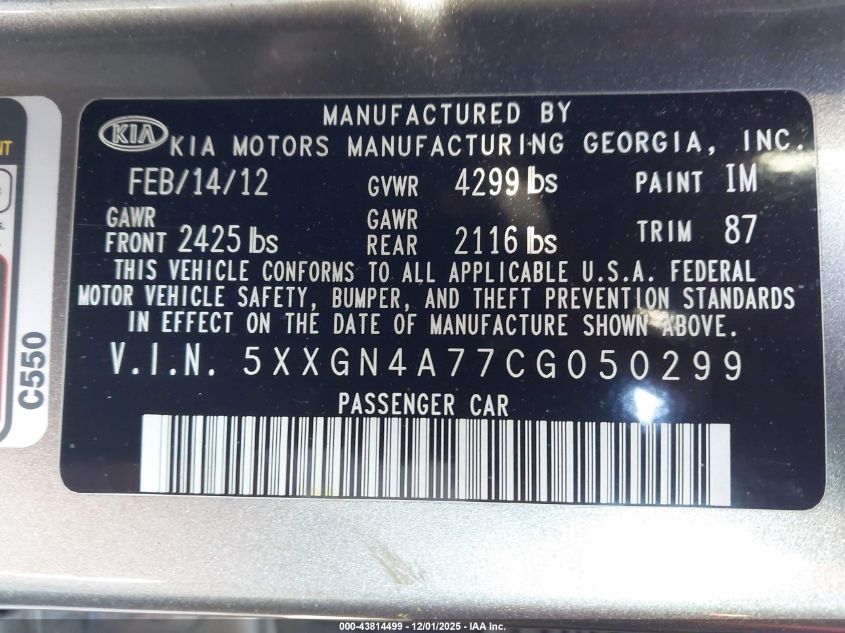 MANUFACTURED BY
KIA KIA MOTORS MANUFACTURING GEORGIA, INC.
FEB/14/12 GVWR 4299 lbs PAINT IM
GAWR FRONT 2425 lbs GAWR REAR 2116 lbs TRIM 87
THIS VEHICLE CONFORMS TO ALL APPLICABLE U.S.A. FEDERAL
MOTOR VEHICLE SAFETY, BUMPER, AND THEFT PREVENTION STANDARDS
IN EFFECT ON THE DATE OF MANUFACTURE SHOWN ABOVE.
V.I.N. 5XXGN4A77CG050299
PASSENGER CAR
C550
000-43814499 - 12/01/2025 - IAA Inc.